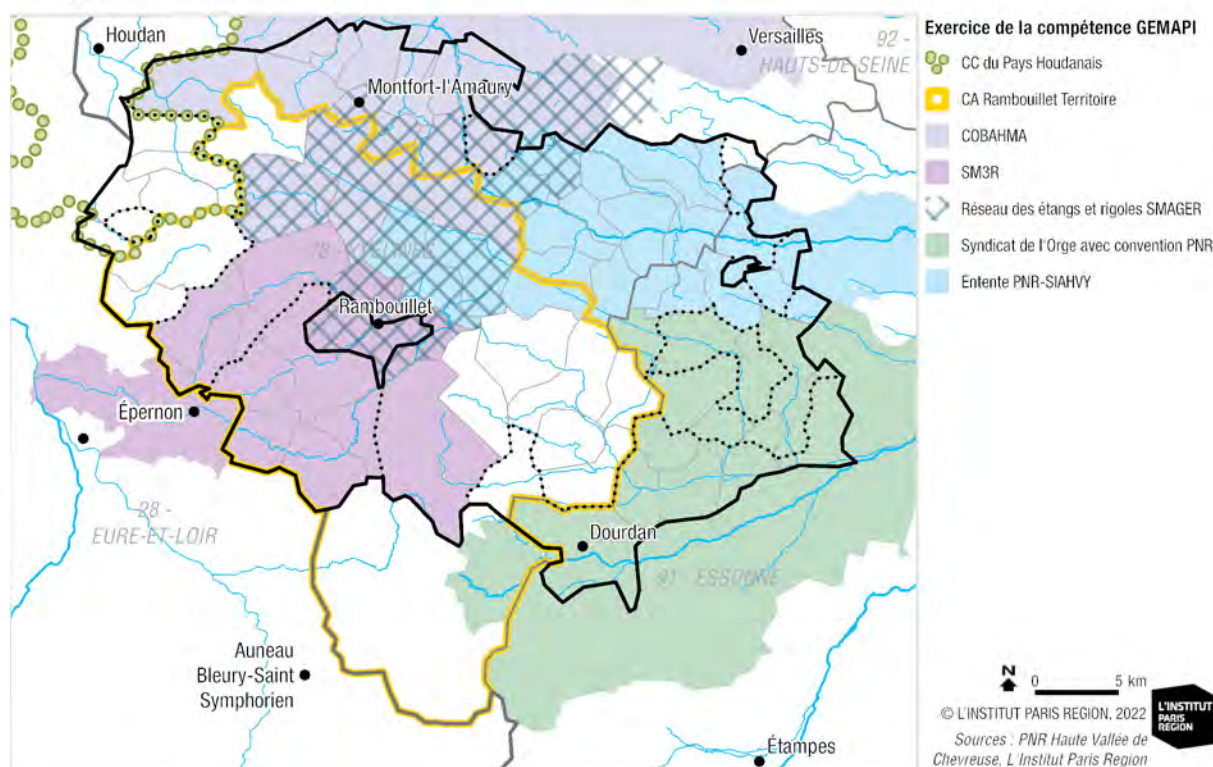 Houdan
Versailles
92 -
HAUTS-DE-SEINE
Montfort-l'Amaury
78 - YVELINES
Rambouillet
Épernon
28 -
EURE-ET-LOIR
Dourdan
91 - ESSONNE
Auneau
Bleury-Saint
Symphorien
Étampes
Exercice de la compétence GEMAPI
CC du Pays Houdanais
CA Rambouillet Territoire
COBAHMA
SM3R
Réseau des étangs et rigoles SMAGER
Syndicat de l'Orge avec convention PNR
Entente PNR-SIAHVY
N
0 5 km
© L'INSTITUT PARIS REGION, 2022
Sources : PNR Haute Vallée de
Chevreuse, L'Institut Paris Region
L'INSTITUT
PARIS
REGION